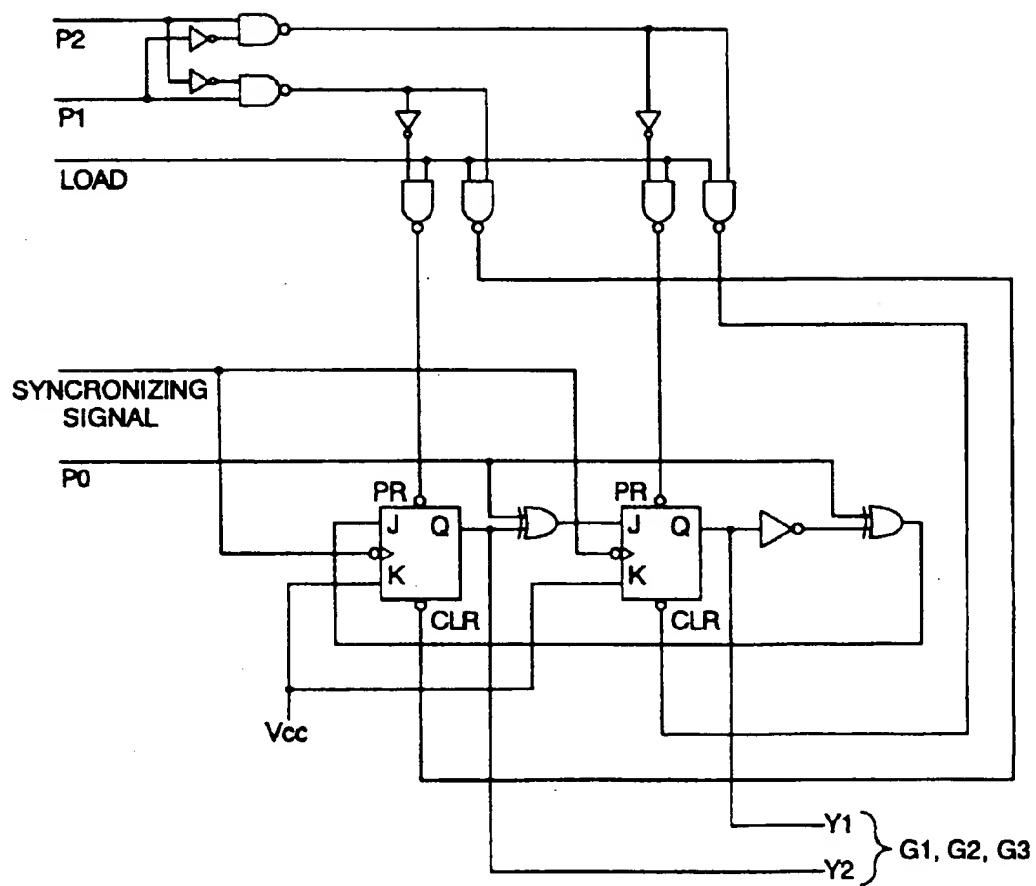 P2
P1
LOAD
SYNCRONIZING
SIGNAL
P0
PR
PR
J Q
J Q
K
K
CLR
CLR
Vcc
Y1
G1, G2, G3
Y2